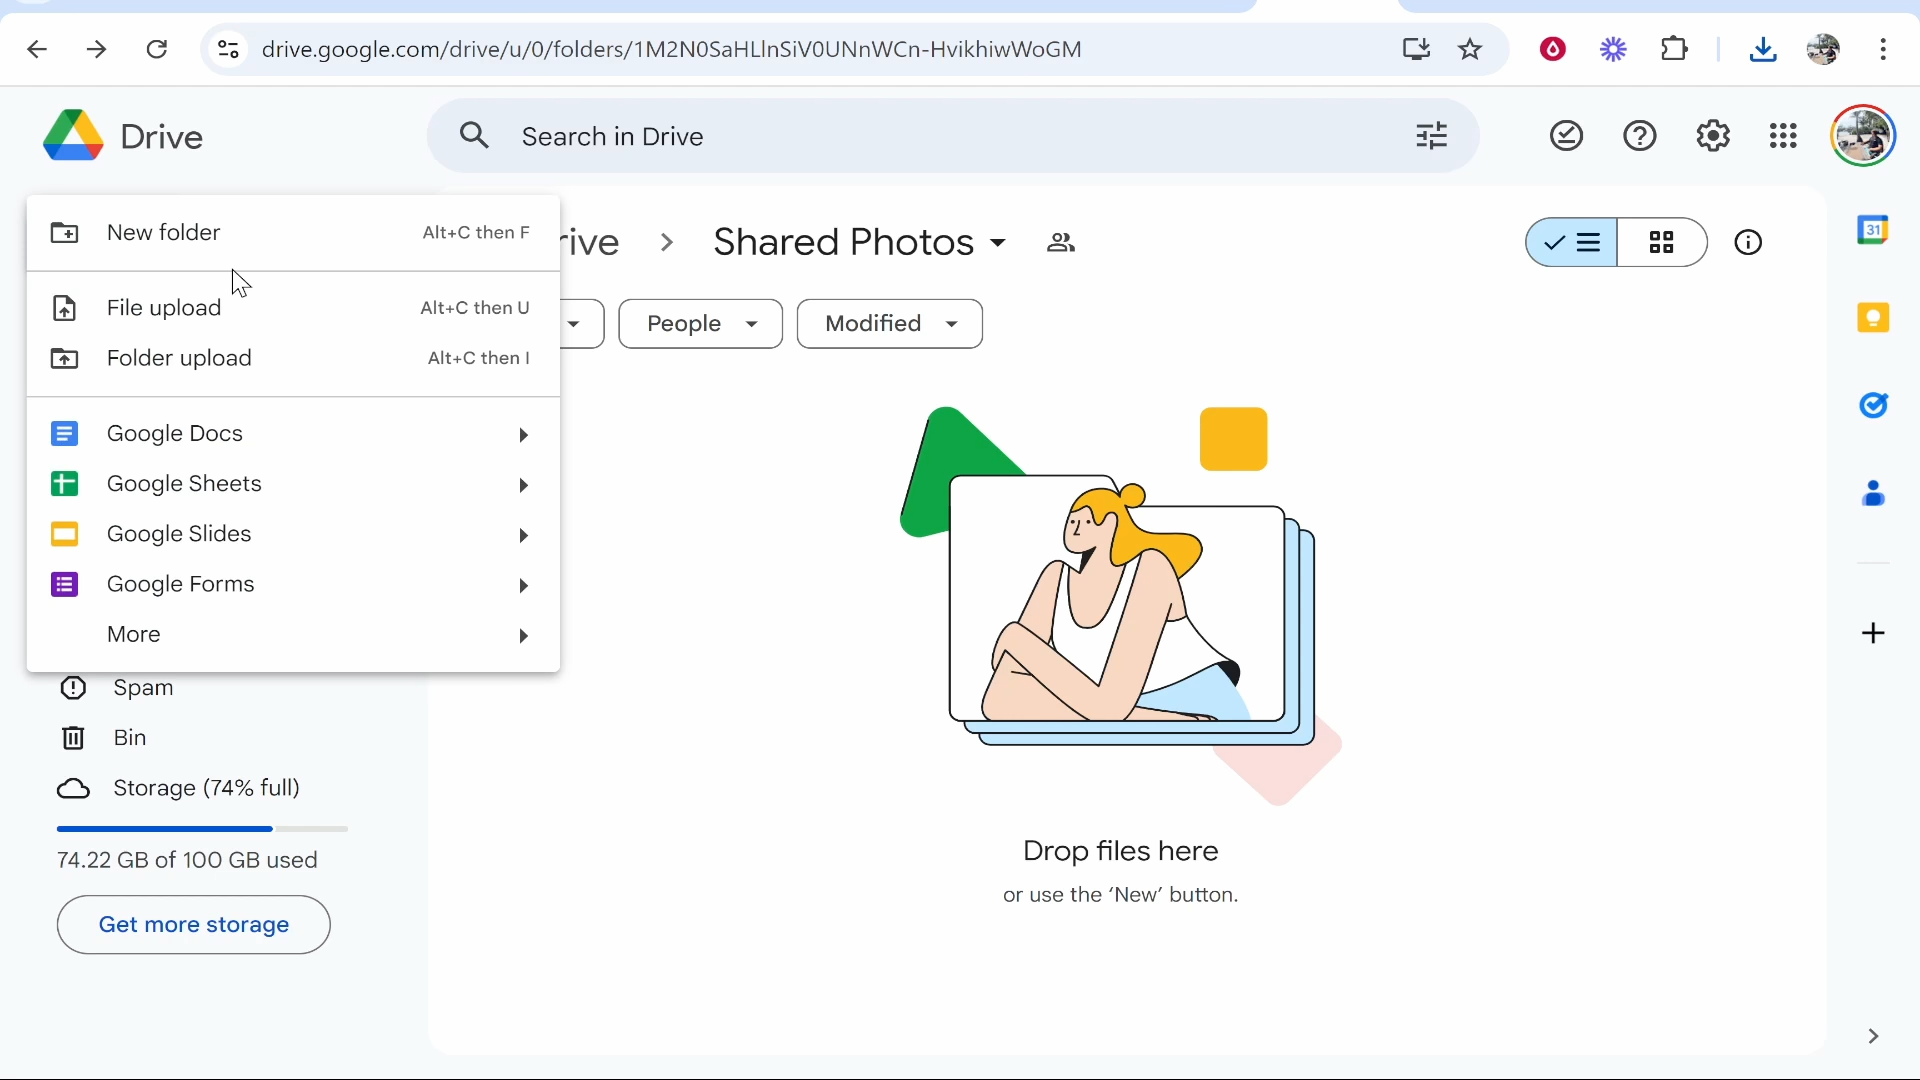 drive.google.com/drive/u/0/folders/1M2N0SaHLlnSiV0UNnWCn-HvikhiwWoGM
Drive
Search in Drive
New folder Alt+C then F
rive > Shared Photos
31
File upload Alt+C then U
People
Modified
Folder upload Alt+C then I
Google Docs
Google Sheets
Google Slides
Google Forms
More
Spam
Bin
Storage (74% full)
74.22 GB of 100 GB used
Get more storage
Drop files here
or use the ‘New’ button.